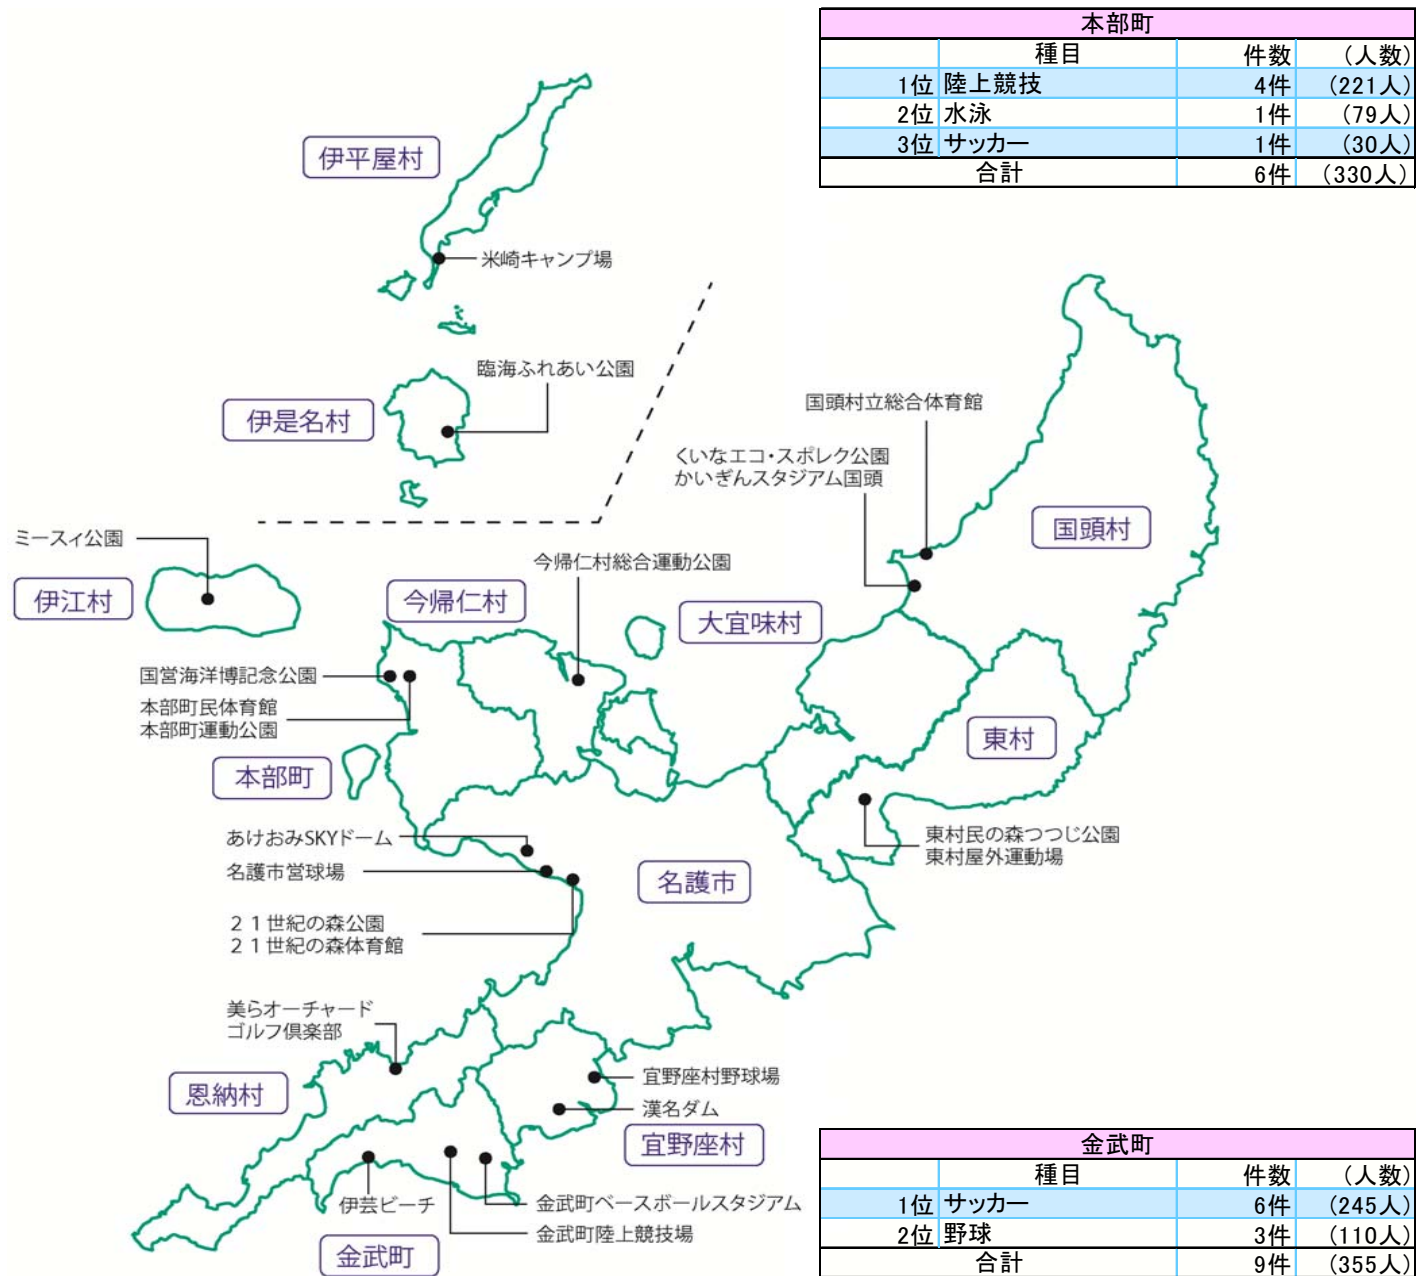 本部町
種目 件数 (人数)
1位 陸上競技 4件 (221人)
2位 水泳 1件 (79人)
3位 サッカー 1件 (30人)
合計 6件 (330人)
伊平屋村
米崎キャンプ場
臨海ふれあい公園
伊是名村
国頭村立総合体育館
くいなエコ・スポレク公園
かいぎんスタジアム国頭
国頭村
ミースィ公園
伊江村
今帰仁村総合運動公園
今帰仁村
大宜味村
国営海洋博記念公園
本部町民体育館
本部町運動公園
東村
本部町
あけおみSKYドーム
名護市営球場
東村民の森つつじ公園
東村屋外運動場
名護市
21世紀の森公園
21世紀の森体育館
美らオーチャード
ゴルフ倶楽部
恩納村
宜野座村野球場
漢名ダム
宜野座村
伊芸ビーチ
金武町ベースボールスタジアム
金武町陸上競技場
金武町
金武町
種目 件数 (人数)
1位 サッカー 6件 (245人)
2位 野球 3件 (110人)
合計 9件 (355人)